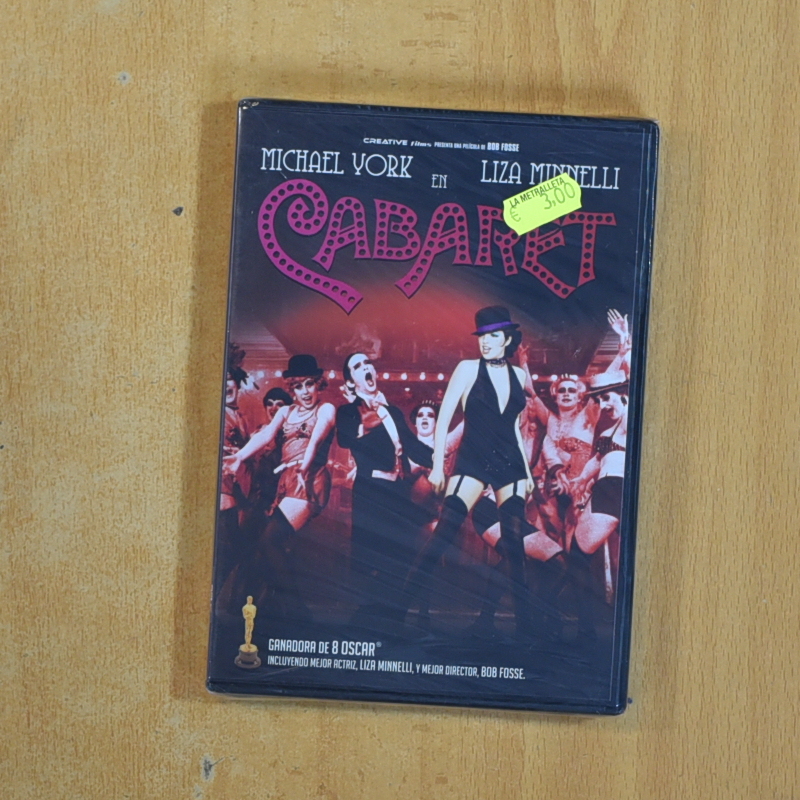 CREATIVE films PRESENTA UNA PELÍCULA DE BOB FOSSE
MICHAEL YORK EN LIZA MINNELLI
LA METRALLETA
€ 3,00
CABARET
GANADORA DE 8 OSCAR®
INCLUYENDO MEJOR ACTRIZ, LIZA MINNELLI, Y MEJOR DIRECTOR, BOB FOSSE.